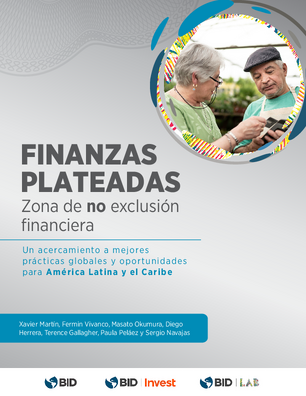 FINANZAS
PLATEADAS
Zona de no exclusión
financiera
Un acercamiento a mejores
prácticas globales y oportunidades
para América Latina y el Caribe
Xavier Martin, Fermín Vivanco, Masato Okumura, Diego
Herrera, Terence Gallagher, Paula Peláez y Sergio Navajas
BID
BID Invest
BID LAB